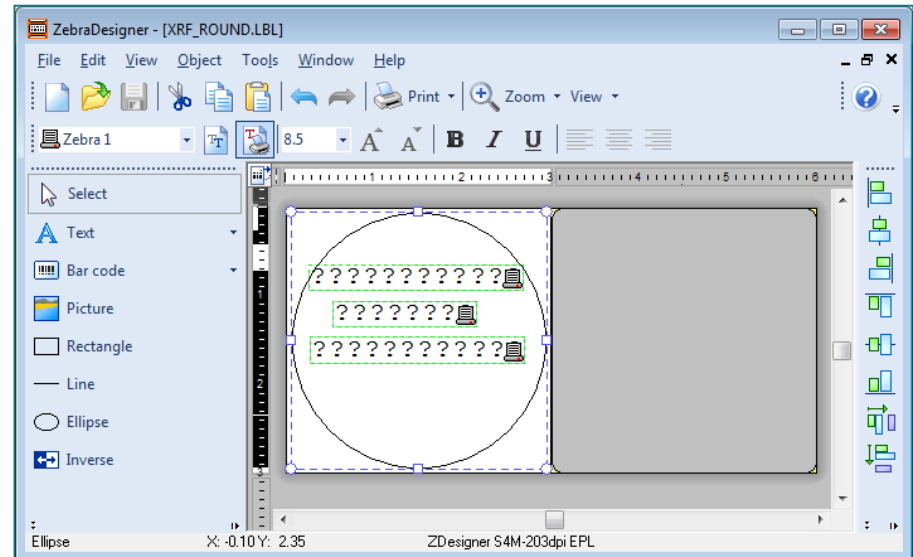 ZebraDesigner - [XRF_ROUND.LBL]
File Edit View Object Tools Window Help
Print Zoom View
Zebra 1 8.5 A A B I U
1 2 3 4 5 6
Select
Text
Bar code
Picture
Rectangle
Line
Ellipse
Inverse
1
2
3
???????????
???????
???????????
Ellipse X: -0.10 Y: 2.35 ZDesigner S4M-203dpi EPL